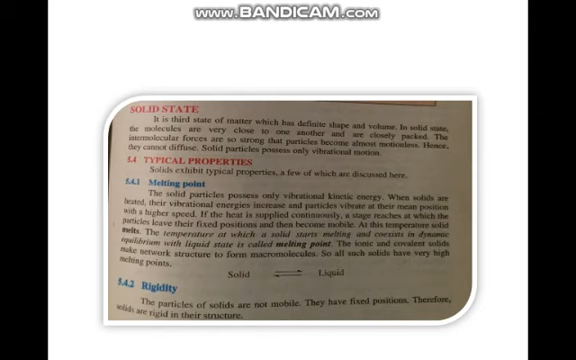 www.BANDICAM.com
SOLID STATE
It is third state of matter which has definite shape and volume. In solid state,
the molecules are very close to one another and are closely packed. The
intermolecular forces are so strong that particles become almost motionless. Hence,
they cannot diffuse. Solid particles possess only vibrational motion.
5.4 TYPICAL PROPERTIES
Solids exhibit typical properties, a few of which are discussed here.
5.4.1 Melting point
The solid particles possess only vibrational kinetic energy. When solids are
heated, their vibrational energies increase and particles vibrate at their mean position
with a higher speed. If the heat is supplied continuously, a stage reaches at which the
particles leave their fixed positions and then become mobile. At this temperature solid
melts. The temperature at which a solid starts melting and coexists in dynamic
equilibrium with liquid state is called melting point. The ionic and covalent solids
make network structure to form macromolecules. So all such solids have very high
melting points.
Solid ⇌ Liquid
5.4.2 Rigidity
The particles of solids are not mobile. They have fixed positions. Therefore,
solids are rigid in their structure.